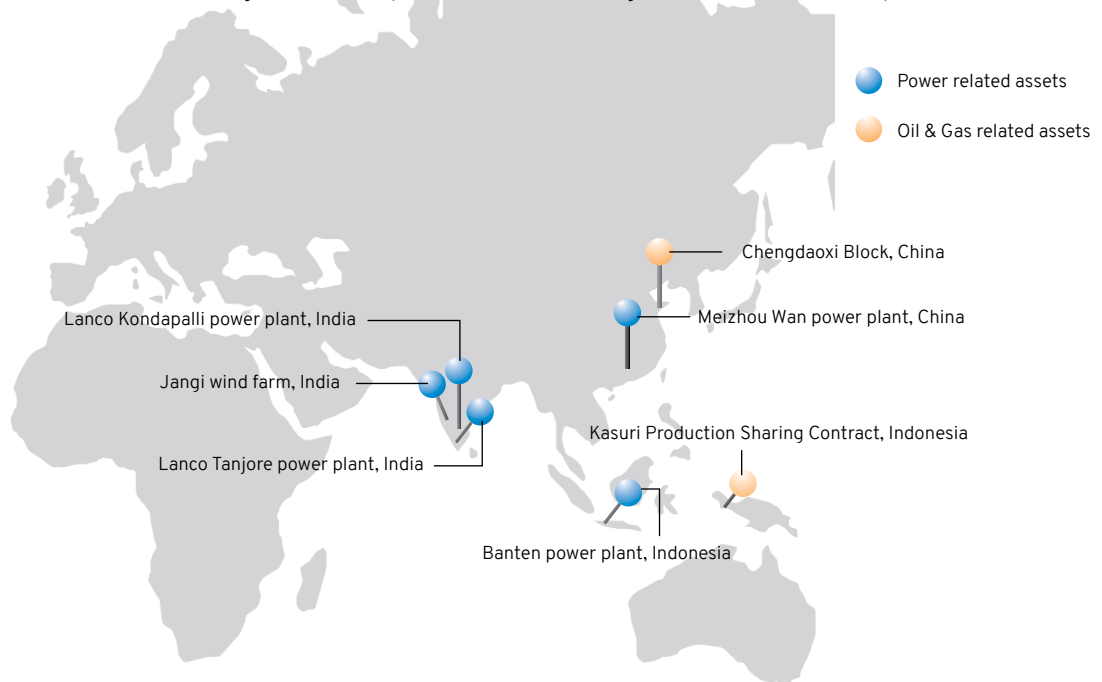 Power related assets
Oil & Gas related assets
Chengdaoxi Block, China
Lanco Kondapalli power plant, India
Meizhou Wan power plant, China
Jangi wind farm, India
Kasuri Production Sharing Contract, Indonesia
Lanco Tanjore power plant, India
Banten power plant, Indonesia